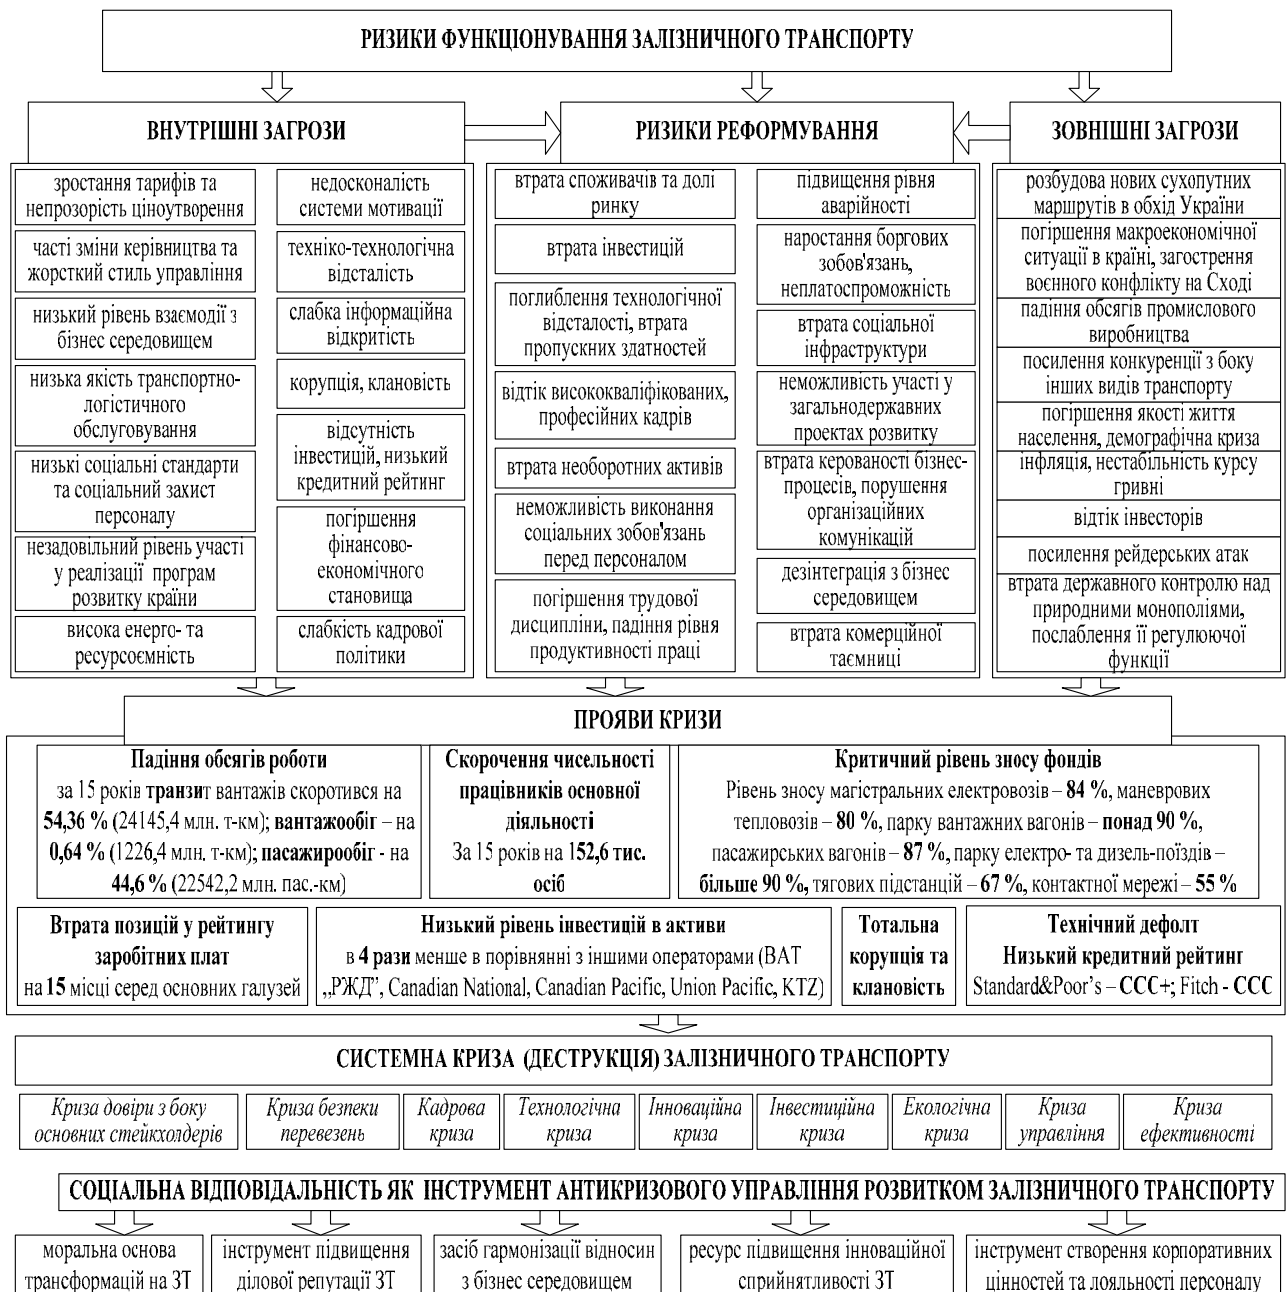 РИЗИКИ ФУНКЦІОНУВАННЯ ЗАЛІЗНИЧНОГО ТРАНСПОРТУ
ВНУТРІШНІ ЗАГРОЗИ
зростання тарифів та
непрозорість ціноутворення
часті зміни керівництва та
жорсткий стиль управління
низький рівень взаємодії з
бізнес середовищем
низька якість транспортно-
логістичного
обслуговування
низькі соціальні стандарти
та соціальний захист
персоналу
незадовільний рівень участі
у реалізації програм
розвитку країни
висока енерго- та
ресурсоємність
недосконалість
системи мотивації
техніко-технологічна
відсталість
слабка інформаційна
відкритість
корупція, клановість
відсутність
інвестицій, низький
кредитний рейтинг
погіршення
фінансово-
економічного
становища
слабкість кадрової
політики
РИЗИКИ РЕФОРМУВАННЯ
втрата споживачів та долі
ринку
втрата інвестицій
поглиблення технологічної
відсталості, втрата
пропускних здатностей
відтік висококваліфікованих,
професійних кадрів
втрата необоротних активів
неможливість виконання
соціальних зобов'язань
перед персоналом
погіршення трудової
дисципліни, падіння рівня
продуктивності праці
підвищення рівня
аварійності
наростання боргових
зобов'язань,
неплатоспроможність
втрата соціальної
інфраструктури
неможливість участі у
загальнодержавних
проектах розвитку
втрата керованості бізнес-
процесів, порушення
організаційних
комунікацій
дезінтеграція з бізнес
середовищем
втрата комерційної
таємниці
ЗОВНІШНІ ЗАГРОЗИ
розбудова нових сухопутних
маршрутів в обхід України
погіршення макроекономічної
ситуації в країні, загострення
воєнного конфлікту на Сході
падіння обсягів промислового
виробництва
посилення конкуренції з боку
інших видів транспорту
погіршення якості життя
населення, демографічна криза
інфляція, нестабільність курсу
гривні
відтік інвесторів
посилення рейдерських атак
втрата державного контролю над
природними монополіями,
послаблення її регулюючої
функції
ПРОЯВИ КРИЗИ
Падіння обсягів роботи
за 15 років транзит вантажів скоротився на
54,36 % (24145,4 млн. т-км); вантажообіг – на
0,64 % (1226,4 млн. т-км); пасажирообіг - на
44,6 % (22542,2 млн. пас.-км)
Скорочення чисельності
працівників основної
діяльності
За 15 років на 152,6 тис.
осіб
Критичний рівень зносу фондів
Рівень зносу магістральних електровозів – 84 %, маневрових
тепловозів – 80 %, парку вантажних вагонів – понад 90 %,
пасажирських вагонів – 87 %, парку електро- та дизель-поїздів –
більше 90 %, тягових підстанцій – 67 %, контактної мережі – 55 %
Втрата позицій у рейтингу
заробітних плат
на 15 місці серед основних галузей
Низький рівень інвестицій в активи
в 4 рази менше в порівнянні з іншими операторами (ВАТ
„РЖД”, Canadian National, Canadian Pacific, Union Pacific, KTZ)
Тотальна
корупція та
клановість
Технічний дефолт
Низький кредитний рейтинг
Standard&Poor’s – CCC+; Fitch - CCC
СИСТЕМНА КРИЗА (ДЕСТРУКЦІЯ) ЗАЛІЗНИЧНОГО ТРАНСПОРТУ
Криза довіри з боку
основних стейкхолдерів
Криза безпеки
перевезень
Кадрова
криза
Технологічна
криза
Інноваційна
криза
Інвестиційна
криза
Екологічна
криза
Криза
управління
Криза
ефективності
СОЦІАЛЬНА ВІДПОВІДАЛЬНІСТЬ ЯК ІНСТРУМЕНТ АНТИКРИЗОВОГО УПРАВЛІННЯ РОЗВИТКОМ ЗАЛІЗНИЧНОГО ТРАНСПОРТУ
моральна основа
трансформацій на ЗТ
інструмент підвищення
ділової репутації ЗТ
засіб гармонізації відносин
з бізнес середовищем
ресурс підвищення інноваційної
сприйнятливості ЗТ
інструмент створення корпоративних
цінностей та лояльності персоналу